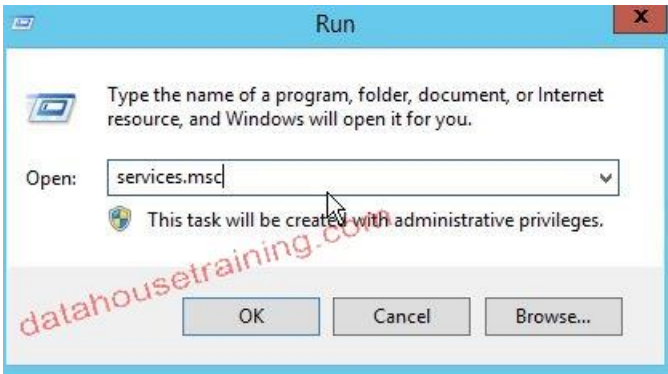 Run
x
Type the name of a program, folder, document, or Internet
resource, and Windows will open it for you.
Open: services.msc
This task will be created with administrative privileges.
datahousetraining.com
OK Cancel Browse...